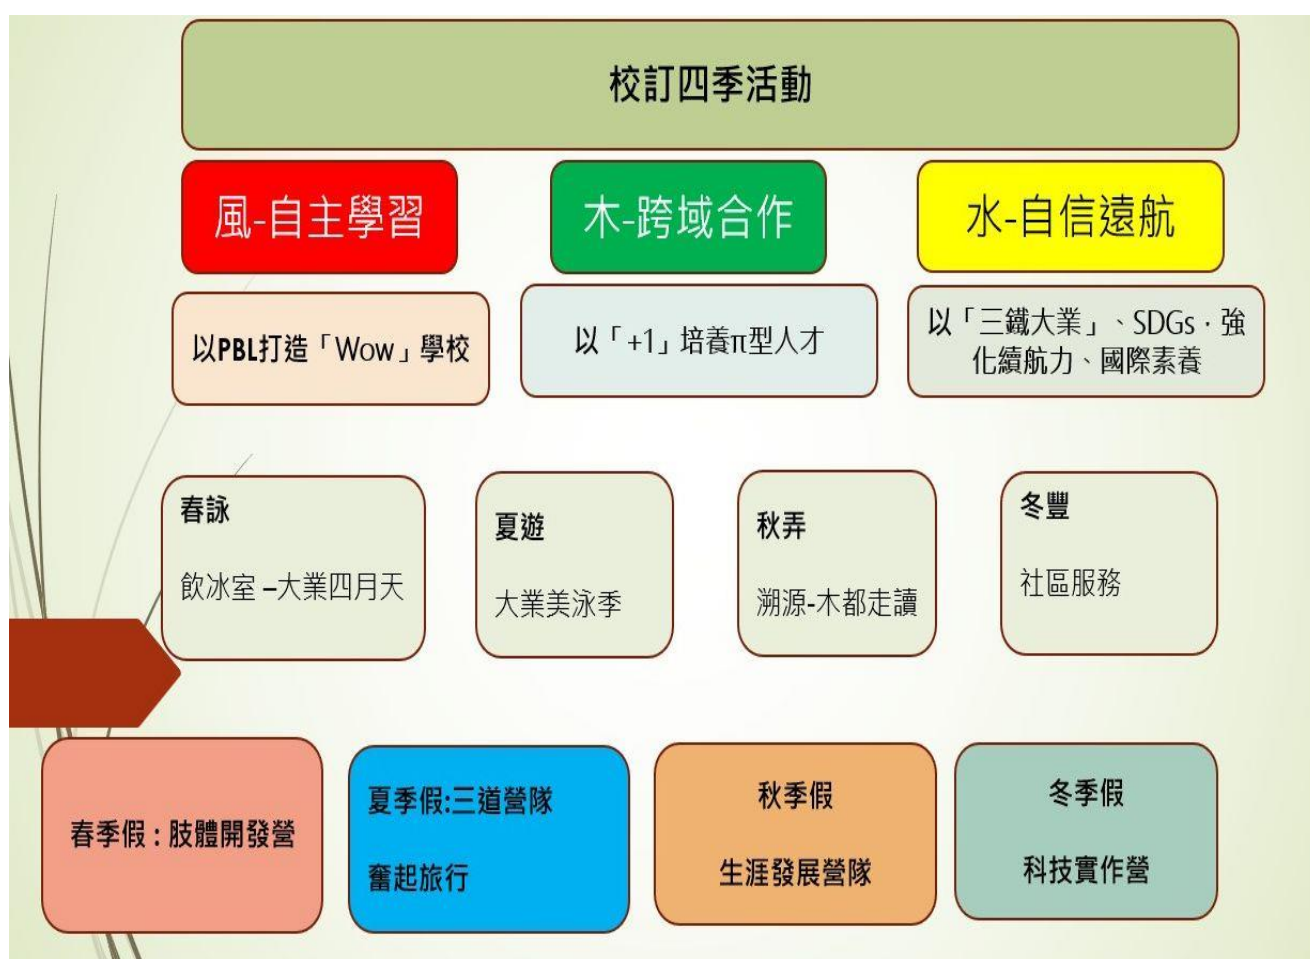 校訂四季活動
風-自主學習
木-跨域合作
水-自信遠航
以PBL打造「Wow」學校
以「+1」培養π型人才
以「三鐵大業」、SDGs，強
化續航力、國際素養
春詠
飲冰室 –大業四月天
夏遊
大業美泳季
秋弄
溯源-木都走讀
冬豐
社區服務
春季假：肢體開發營
夏季假:三道營隊
奮起旅行
秋季假
生涯發展營隊
冬季假
科技實作營